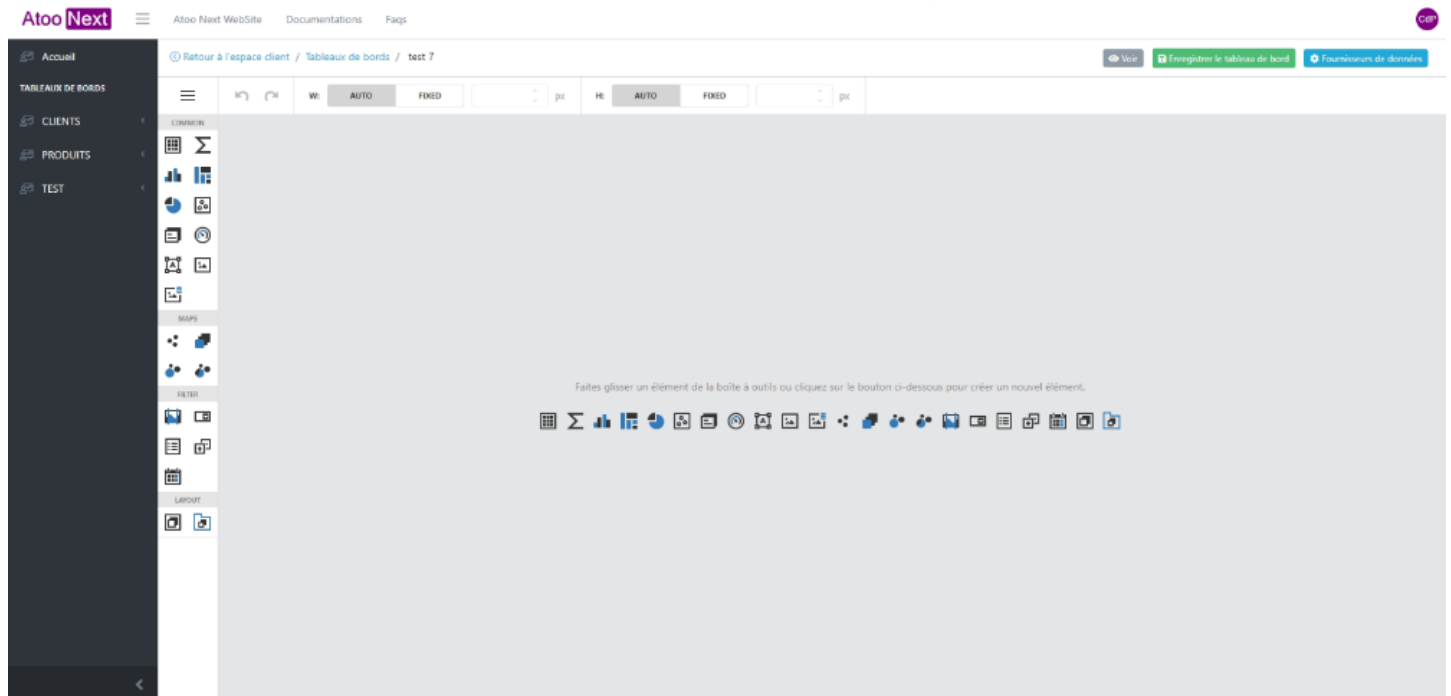 Atoo Next
Atoo Next WebSite Documentations Faqs
CdP
Accueil
TABLEAUX DE BORDS
CLIENTS
PRODUITS
TEST
Retour à l'espace client / Tableaux de bords / test 7
Voir
Enregistrer le tableau de bord
Fournisseurs de données
W: AUTO FIXED px H: AUTO FIXED px
COMMON
MAPS
FILTER
LAYOUT
Faites glisser un élément de la boîte à outils ou cliquez sur le bouton ci-dessous pour créer un nouvel élément.